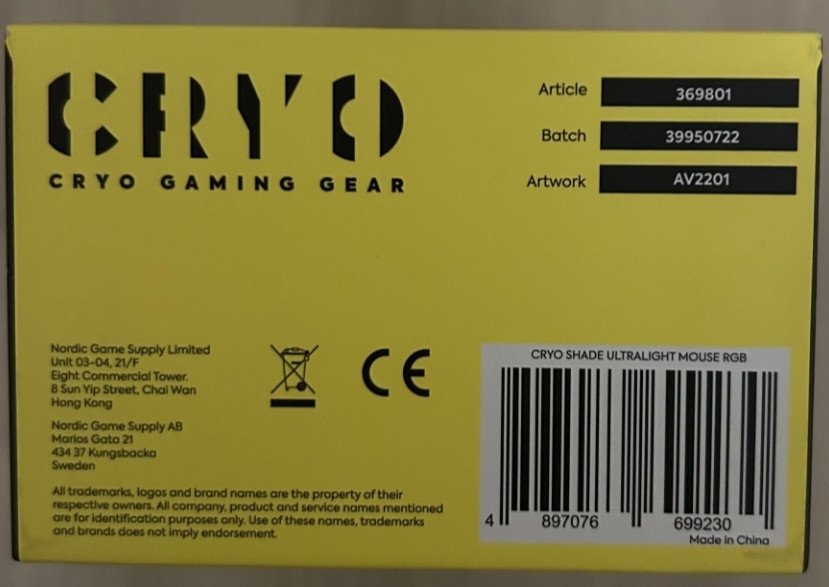 CRYO
CRYO GAMING GEAR
Article 369801
Batch 39950722
Artwork AV2201
Nordic Game Supply Limited
Unit 03-04, 21/F
Eight Commercial Tower.
8 Sun Yip Street, Chai Wan
Hong Kong
Nordic Game Supply AB
Marios Gata 21
434 37 Kungsbacka
Sweden
All trademarks, logos and brand names are the property of their
respective owners. All company, product and service names mentioned
are for identification purposes only. Use of these names, trademarks
and brands does not imply endorsement.
CE
CRYO SHADE ULTRALIGHT MOUSE RGB
4 897076 699230
Made in China